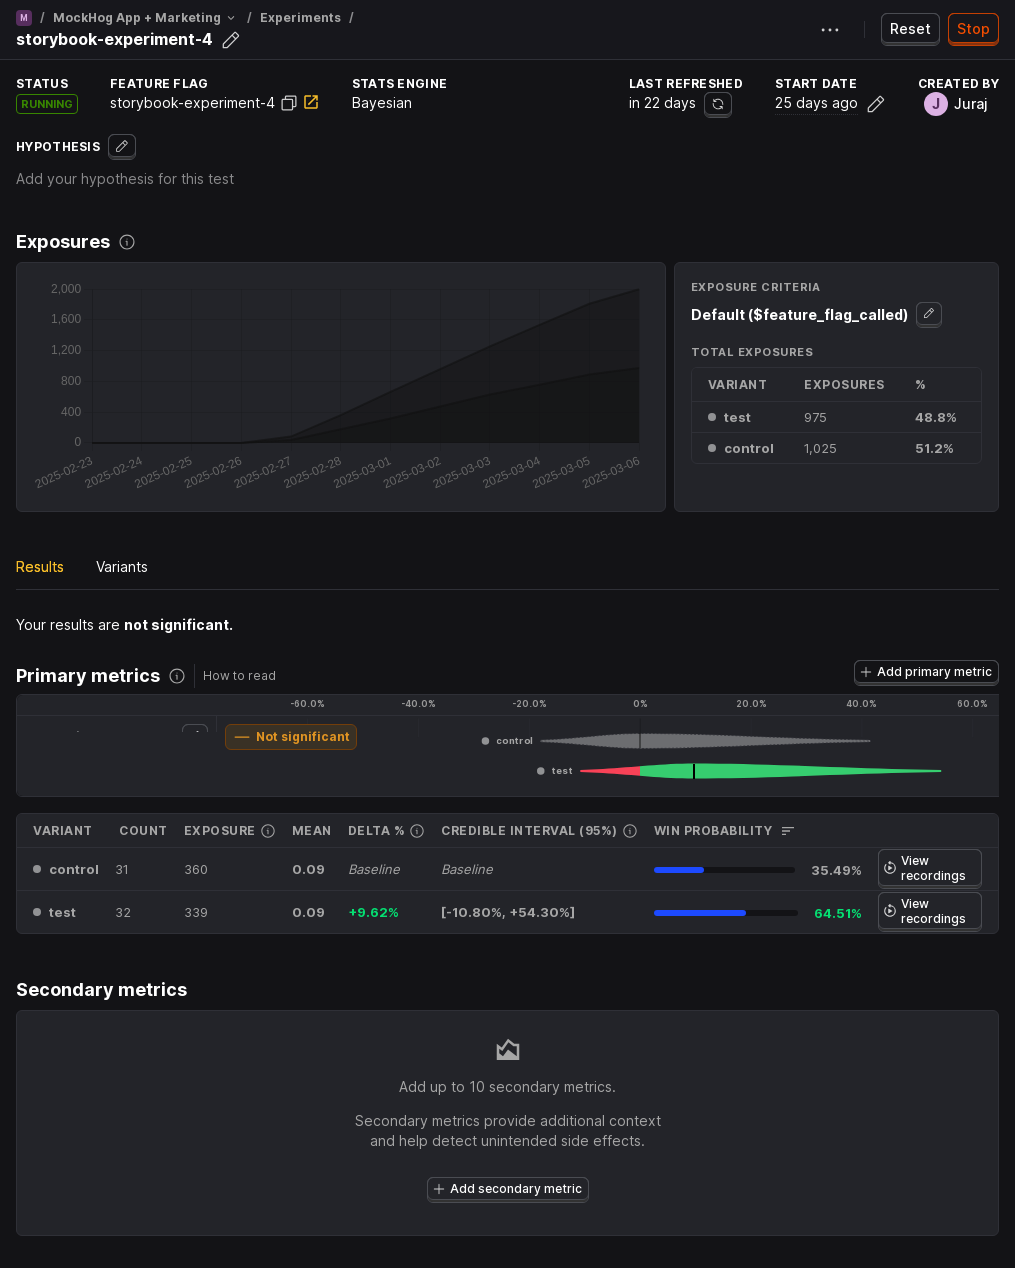 M / MockHog App + Marketing / Experiments /
storybook-experiment-4
Reset
Stop
STATUS
RUNNING
FEATURE FLAG
storybook-experiment-4
STATS ENGINE
Bayesian
LAST REFRESHED
in 22 days
START DATE
25 days ago
CREATED BY
J Juraj
HYPOTHESIS
Add your hypothesis for this test
Exposures
2,000
1,600
1,200
800
400
0
2025-02-23
2025-02-24
2025-02-25
2025-02-26
2025-02-27
2025-02-28
2025-03-01
2025-03-02
2025-03-03
2025-03-04
2025-03-05
2025-03-06
EXPOSURE CRITERIA
Default ($feature_flag_called)
TOTAL EXPOSURES
VARIANT EXPOSURES %
test 975 48.8%
control 1,025 51.2%
Results Variants
Your results are not significant.
Primary metrics How to read
Add primary metric
-60.0% -40.0% -20.0% 0% 20.0% 40.0% 60.0%
Not significant
control
test
VARIANT COUNT EXPOSURE MEAN DELTA % CREDIBLE INTERVAL (95%) WIN PROBABILITY
control 31 360 0.09 Baseline Baseline 35.49% View
recordings
test 32 339 0.09 +9.62% [-10.80%, +54.30%] 64.51% View
recordings
Secondary metrics
Add up to 10 secondary metrics.
Secondary metrics provide additional context
and help detect unintended side effects.
Add secondary metric